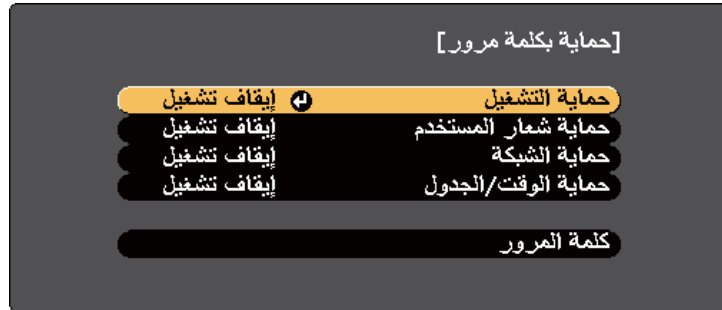 [حماية بكلمة مرور]
حماية التشغيل إيقاف تشغيل
حماية شعار المستخدم إيقاف تشغيل
حماية الشبكة إيقاف تشغيل
حماية الوقت/الجدول إيقاف تشغيل
كلمة المرور